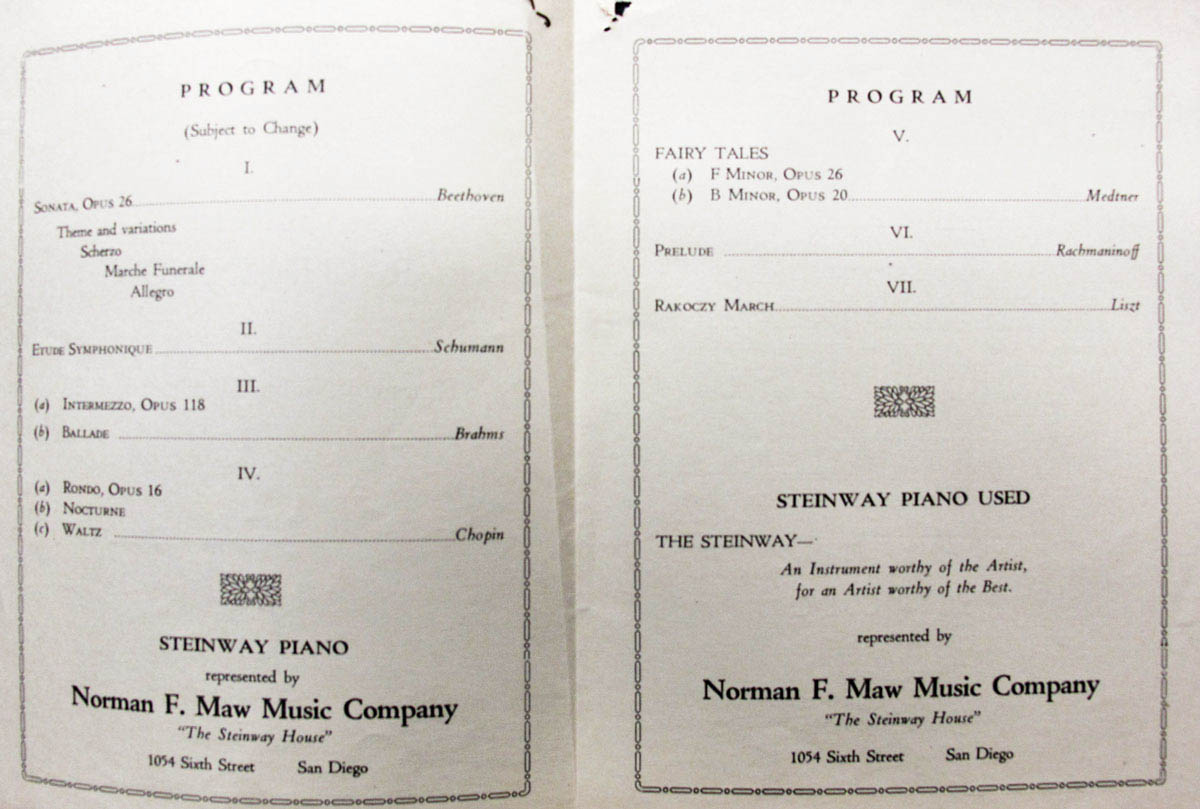 PROGRAM
(Subject to Change)
I.
SONATA, OPUS 26 Beethoven
Theme and variations
Scherzo
Marche Funerale
Allegro
II.
ETUDE SYMPHONIQUE Schumann
III.
(a) INTERMEZZO, OPUS 118
(b) BALLADE Brahms
IV.
(a) RONDO, OPUS 16
(b) NOCTURNE
(c) WALTZ Chopin
STEINWAY PIANO
represented by
Norman F. Maw Music Company
"The Steinway House"
1054 Sixth Street San Diego
PROGRAM
V.
FAIRY TALES
(a) F MINOR, OPUS 26
(b) B MINOR, OPUS 20 Medtner
VI.
PRELUDE Rachmaninoff
VII.
RAKOCZY MARCH Liszt
STEINWAY PIANO USED
THE STEINWAY—
An Instrument worthy of the Artist,
for an Artist worthy of the Best.
represented by
Norman F. Maw Music Company
"The Steinway House"
1054 Sixth Street San Diego